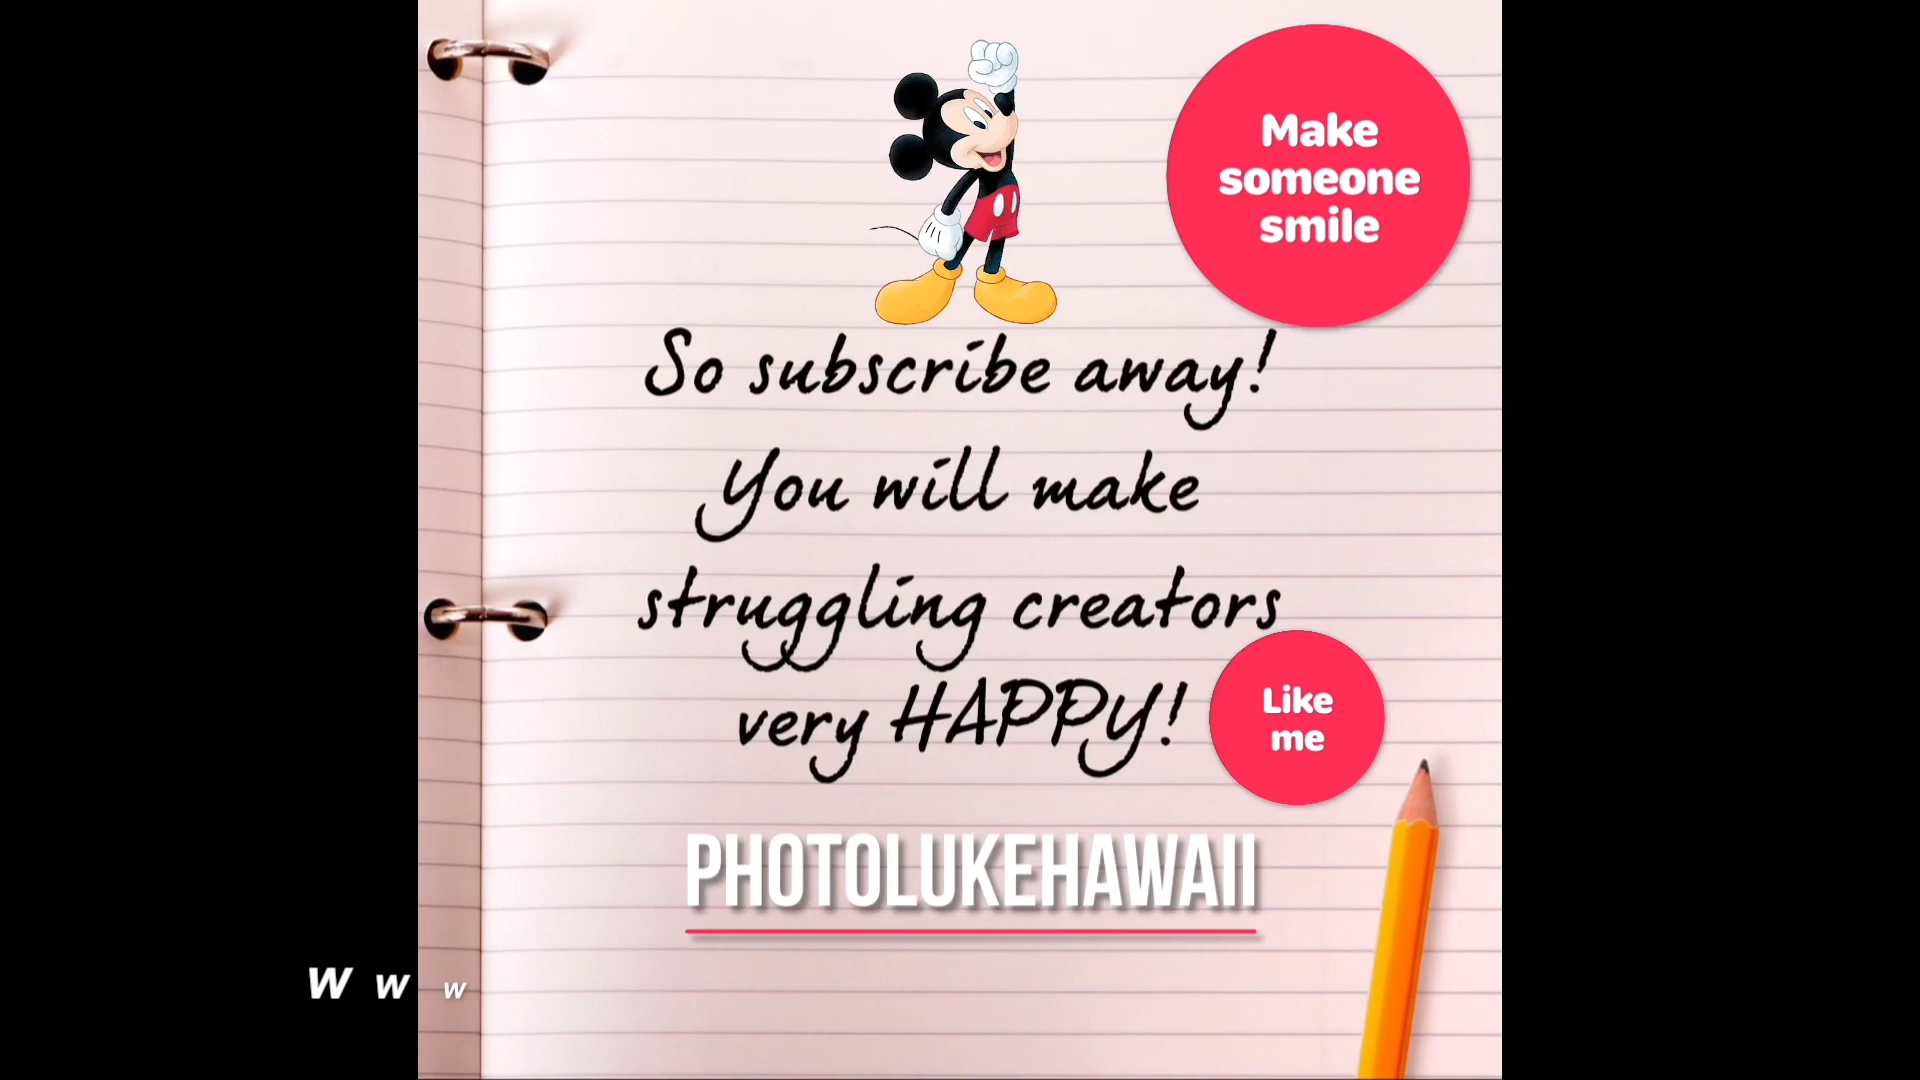 Make
someone
smile
So subscribe away!
You will make
struggling creators
very HAPPY!
Like
me
PHOTOLUKEHAWAII
W w w